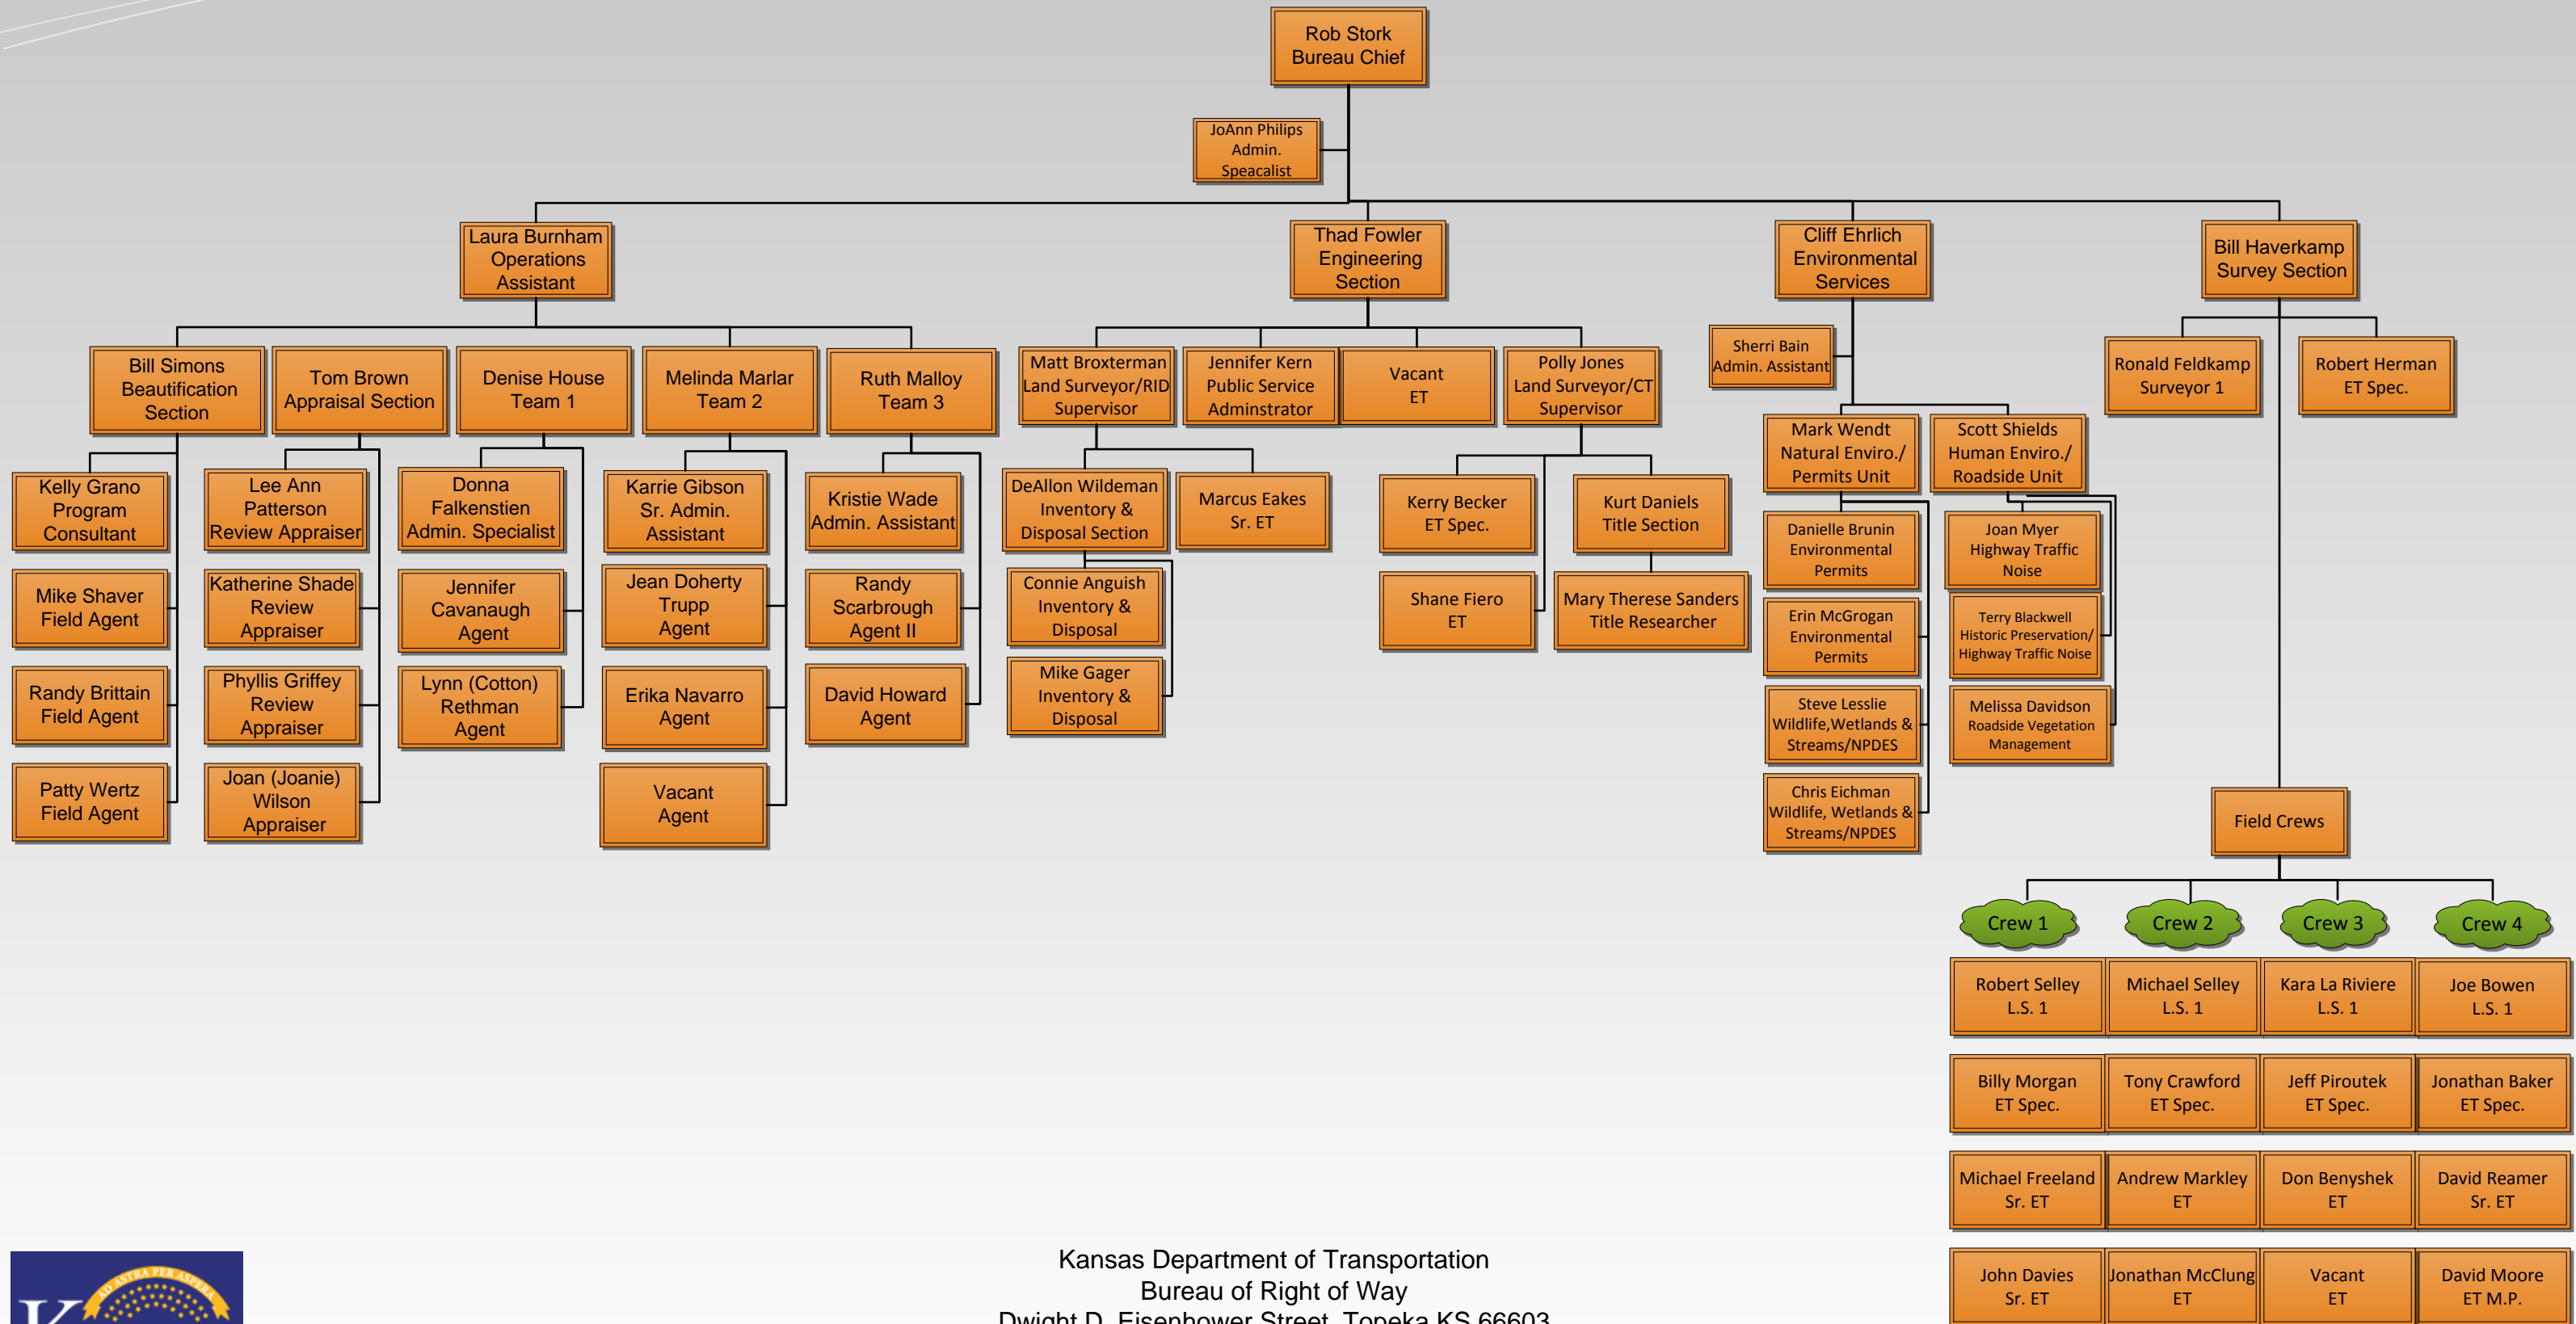 Rob Stork
Bureau Chief
JoAnn Philips
Admin.
Speacalist
Laura Burnham
Operations
Assistant
Thad Fowler
Engineering
Section
Cliff Ehrlich
Environmental
Services
Bill Haverkamp
Survey Section
Bill Simons
Beautification
Section
Tom Brown
Appraisal Section
Denise House
Team 1
Melinda Marlar
Team 2
Ruth Malloy
Team 3
Matt Broxterman
Land Surveyor/RID
Supervisor
Jennifer Kern
Public Service
Adminstrator
Vacant
ET
Polly Jones
Land Surveyor/CT
Supervisor
Sherri Bain
Admin. Assistant
Ronald Feldkamp
Surveyor 1
Robert Herman
ET Spec.
Mark Wendt
Natural Enviro./
Permits Unit
Scott Shields
Human Enviro./
Roadside Unit
Kelly Grano
Program
Consultant
Lee Ann
Patterson
Review Appraiser
Donna
Falkenstien
Admin. Specialist
Karrie Gibson
Sr. Admin.
Assistant
Kristie Wade
Admin. Assistant
DeAllon Wildeman
Inventory &
Disposal Section
Marcus Eakes
Sr. ET
Kerry Becker
ET Spec.
Kurt Daniels
Title Section
Danielle Brunin
Environmental
Permits
Joan Myer
Highway Traffic
Noise
Mike Shaver
Field Agent
Katherine Shade
Review
Appraiser
Jennifer
Cavanaugh
Agent
Jean Doherty
Trupp
Agent
Randy
Scarbrough
Agent II
Connie Anguish
Inventory &
Disposal
Shane Fiero
ET
Mary Therese Sanders
Title Researcher
Erin McGrogan
Environmental
Permits
Terry Blackwell
Historic Preservation/
Highway Traffic Noise
Randy Brittain
Field Agent
Phyllis Griffey
Review
Appraiser
Lynn (Cotton)
Rethman
Agent
Erika Navarro
Agent
David Howard
Agent
Mike Gager
Inventory &
Disposal
Steve Lesslie
Wildlife,Wetlands &
Streams/NPDES
Melissa Davidson
Roadside Vegetation
Management
Patty Wertz
Field Agent
Joan (Joanie)
Wilson
Appraiser
Vacant
Agent
Chris Eichman
Wildlife, Wetlands &
Streams/NPDES
Field Crews
Crew 1
Crew 2
Crew 3
Crew 4
Robert Selley
L.S. 1
Michael Selley
L.S. 1
Kara La Riviere
L.S. 1
Joe Bowen
L.S. 1
Billy Morgan
ET Spec.
Tony Crawford
ET Spec.
Jeff Piroutek
ET Spec.
Jonathan Baker
ET Spec.
Michael Freeland
Sr. ET
Andrew Markley
ET
Don Benyshek
ET
David Reamer
Sr. ET
John Davies
Sr. ET
Jonathan McClung
ET
Vacant
ET
David Moore
ET M.P.
AD ASTRA PER ASPERA
K
Kansas Department of Transportation
Bureau of Right of Way
Dwight D. Eisenhower Street, Topeka KS 66603